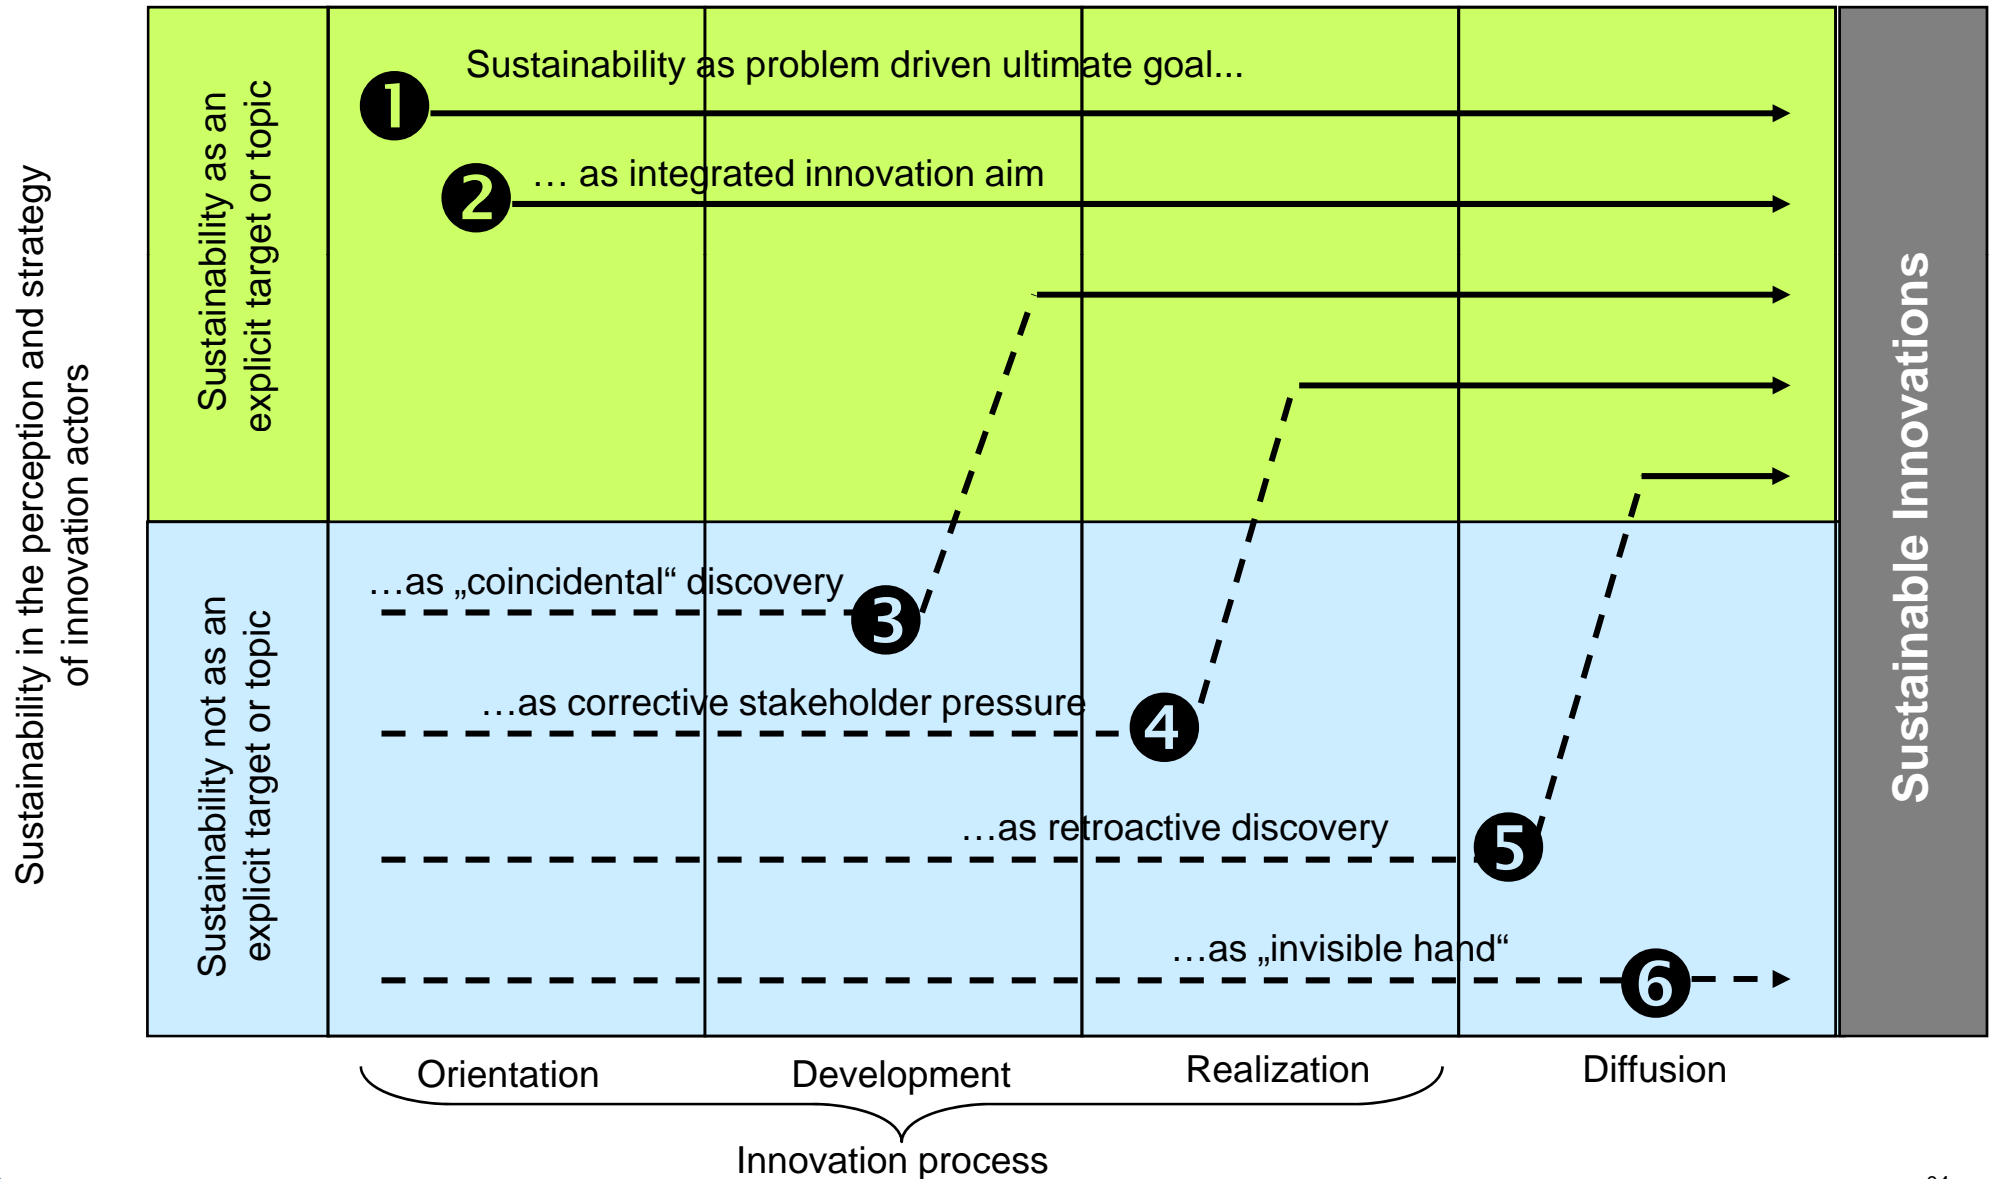 Sustainability in the perception and strategy
of innovation actors
Sustainability as an
explicit target or topic
Sustainability as problem driven ultimate goal...
1
… as integrated innovation aim
2
Sustainability not as an
explicit target or topic
…as „coincidental“ discovery
3
…as corrective stakeholder pressure
4
…as retroactive discovery
5
…as „invisible hand“
6
Sustainable Innovations
Orientation
Development
Realization
Diffusion
Innovation process